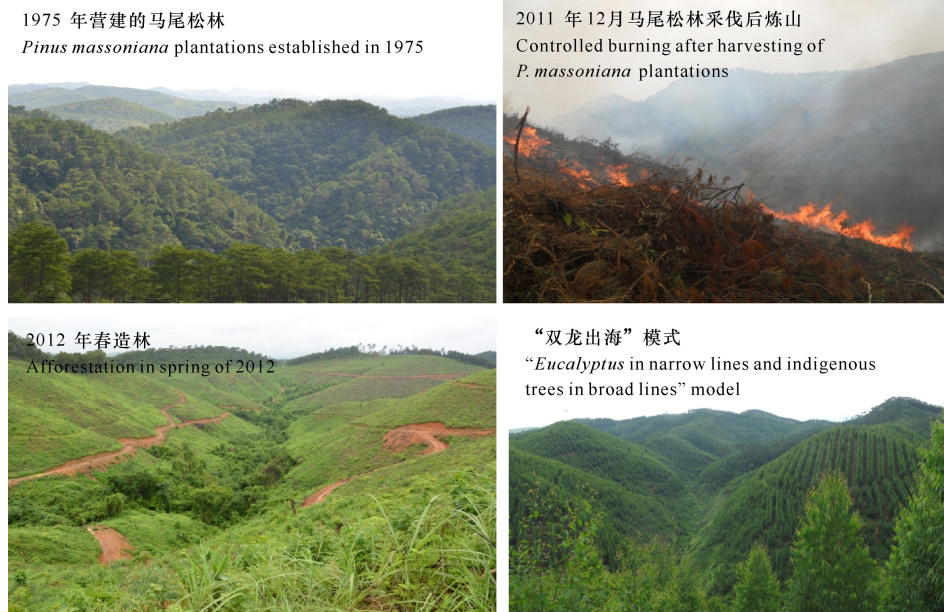 1975 年营建的马尾松林
Pinus massoniana plantations established in 1975
2011 年12月马尾松林采伐后炼山
Controlled burning after harvesting of
P. massoniana plantations
2012 年春造林
Afforestation in spring of 2012
“双龙出海”模式
“Eucalyptus in narrow lines and indigenous
trees in broad lines” model